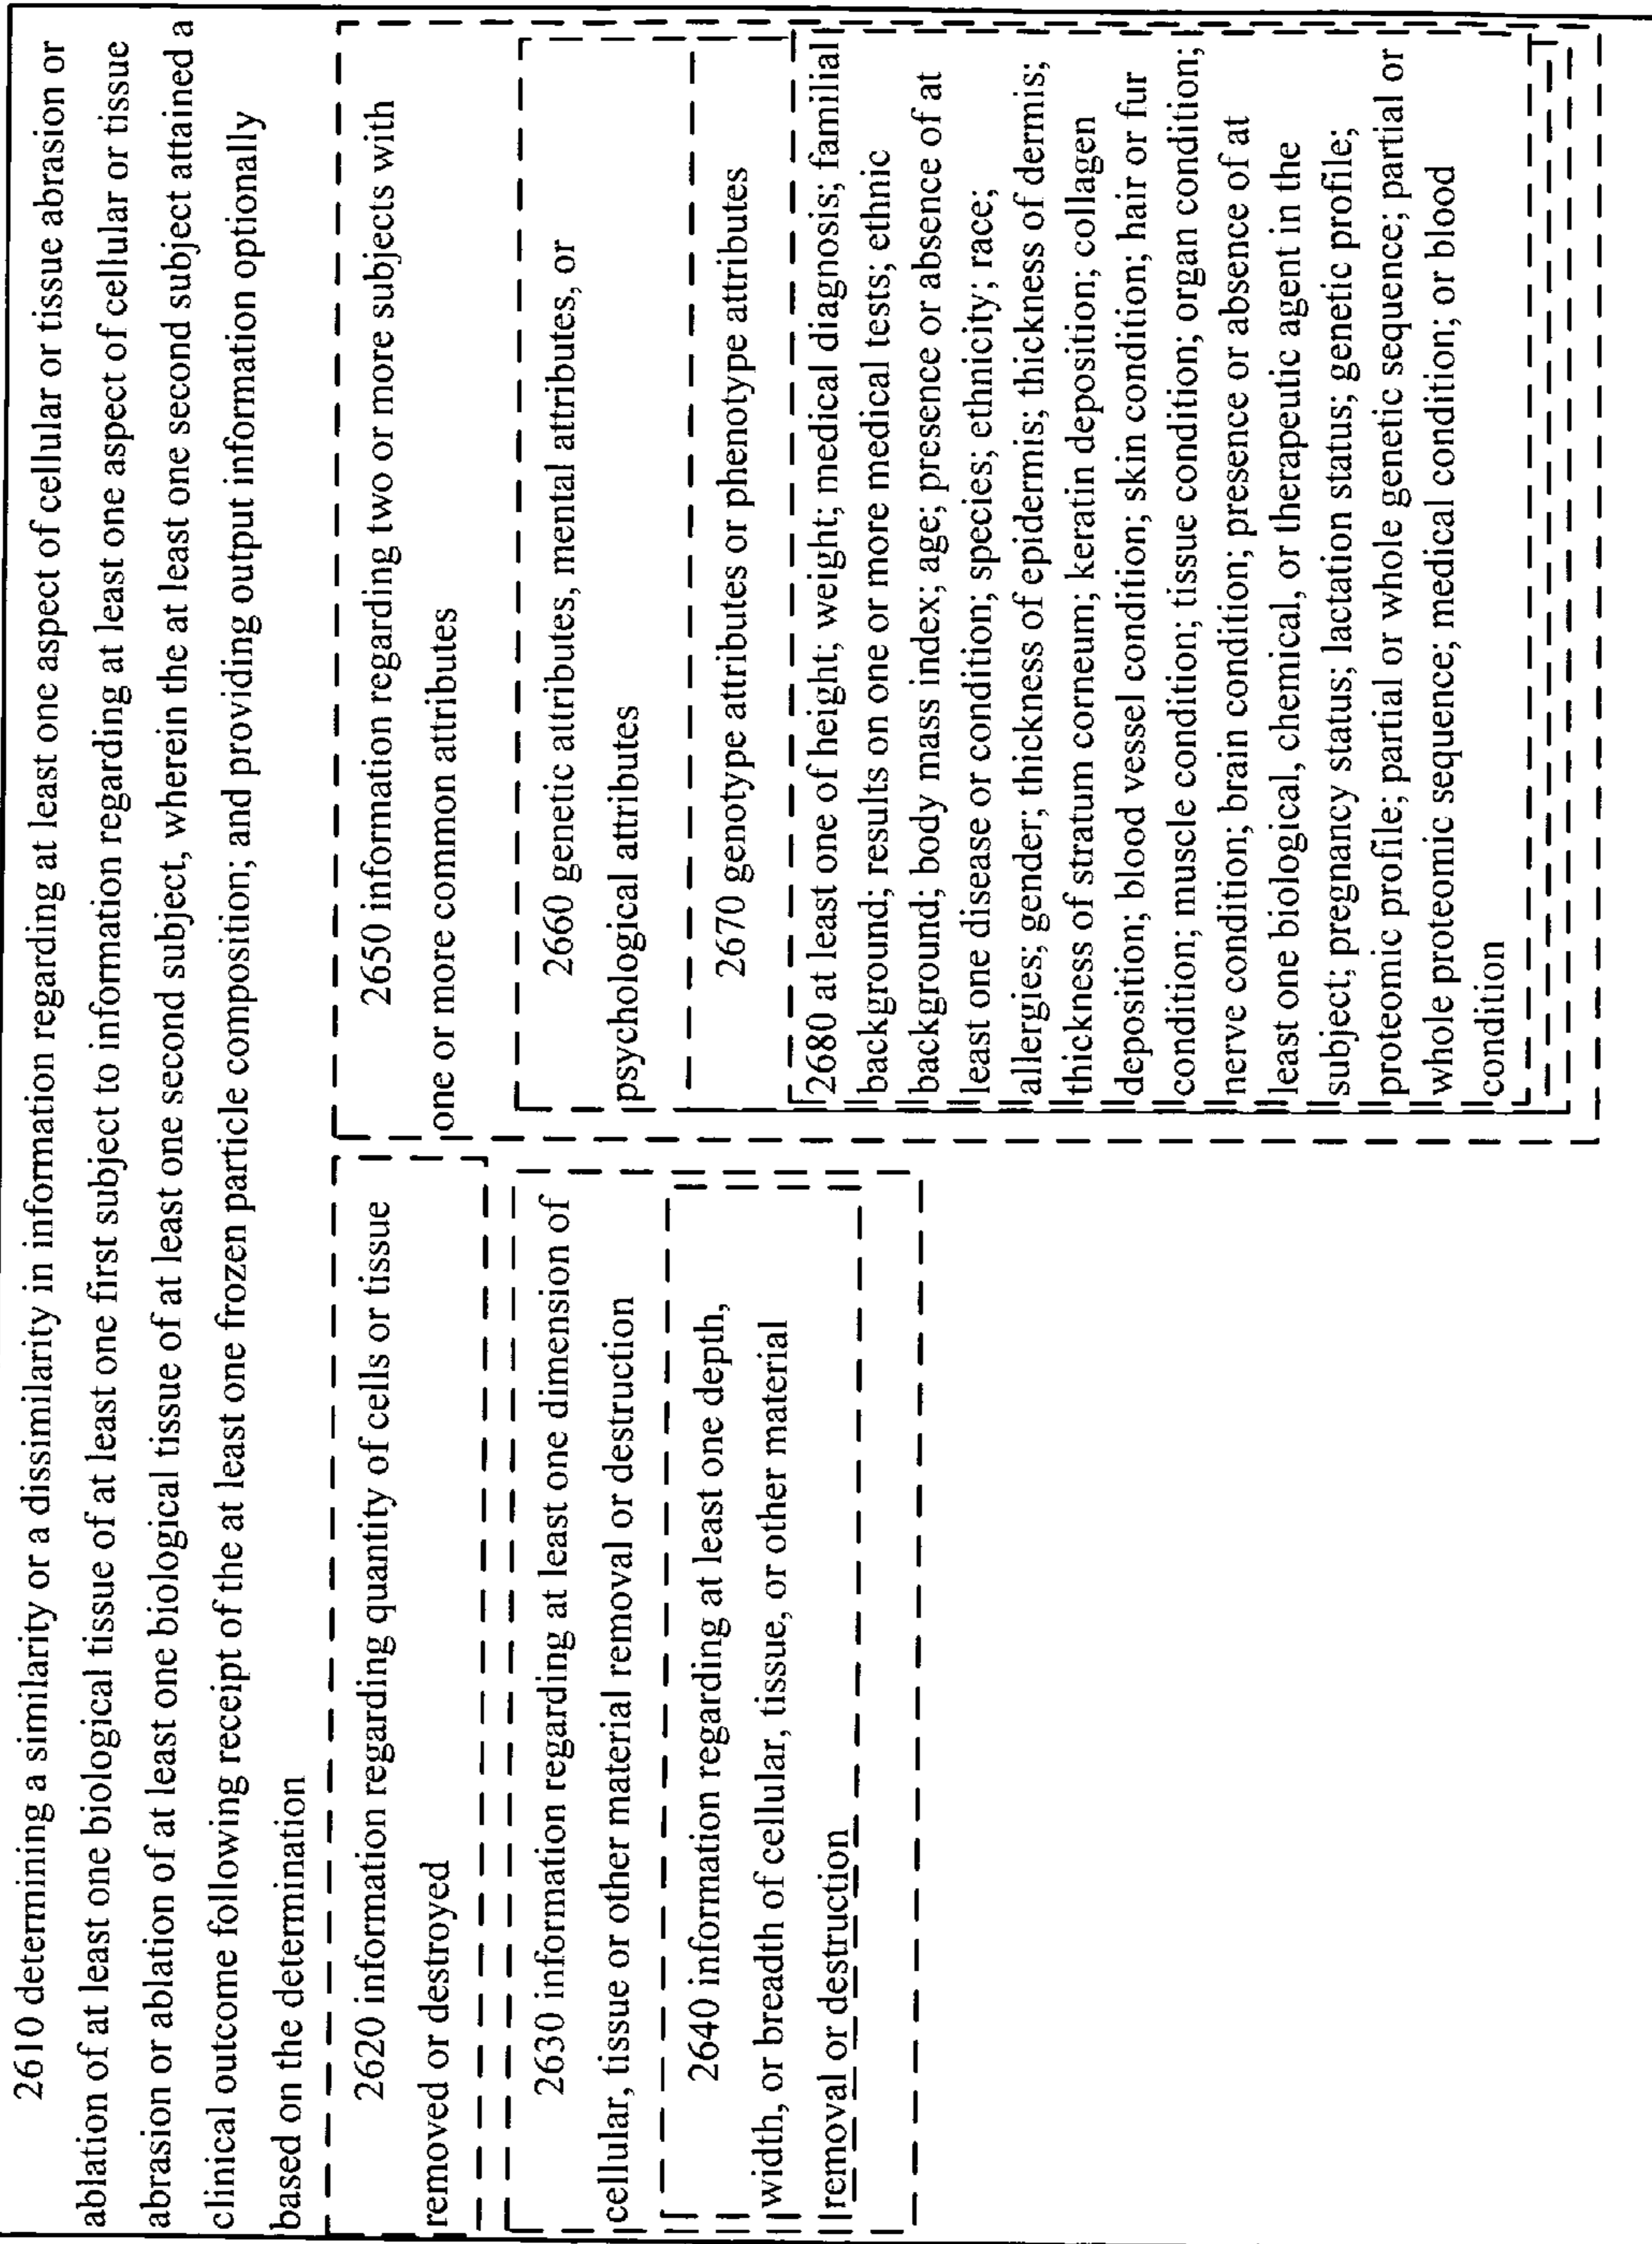 2610 determining a similarity or a dissimilarity in information regarding at least one aspect of cellular or tissue abrasion or
ablation of at least one biological tissue of at least one first subject to information regarding at least one aspect of cellular or tissue
abrasion or ablation of at least one biological tissue of at least one second subject, wherein the at least one second subject attained a
clinical outcome following receipt of the at least one frozen particle composition; and providing output information optionally
based on the determination
2620 information regarding quantity of cells or tissue
removed or destroyed
2630 information regarding at least one dimension of
cellular, tissue or other material removal or destruction
2640 information regarding at least one depth,
width, or breadth of cellular, tissue, or other material
removal or destruction
2650 information regarding two or more subjects with
one or more common attributes
2660 genetic attributes, mental attributes, or
psychological attributes
2670 genotype attributes or phenotype attributes
2680 at least one of height; weight; medical diagnosis; familial
background; results on one or more medical tests; ethnic
background; body mass index; age; presence or absence of at
least one disease or condition; species; ethnicity; race;
allergies; gender; thickness of epidermis; thickness of dermis;
thickness of stratum corneum; keratin deposition; collagen
deposition; blood vessel condition; skin condition; hair or fur
condition; muscle condition; tissue condition; organ condition;
nerve condition; brain condition; presence or absence of at
least one biological, chemical, or therapeutic agent in the
subject; pregnancy status; lactation status; genetic profile;
proteomic profile; partial or whole genetic sequence; partial or
whole proteomic sequence; medical condition; or blood
condition